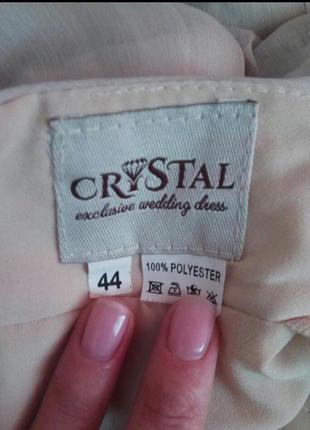 CRYSTAL
exclusive wedding dress
44
100% POLYESTER